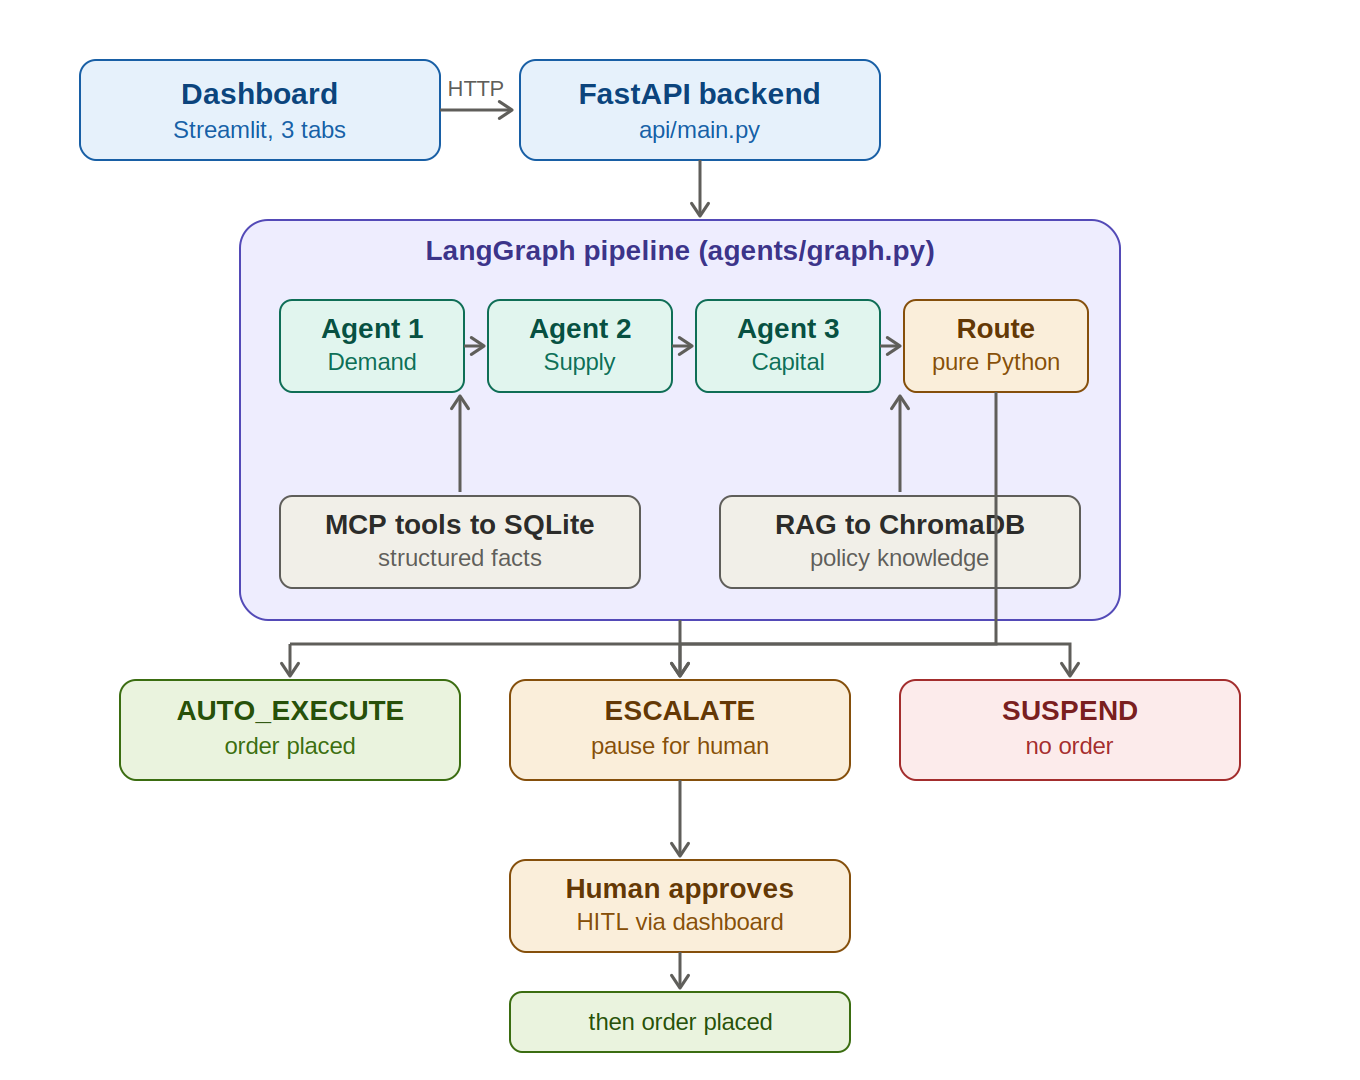 Dashboard
Streamlit, 3 tabs
HTTP
FastAPI backend
api/main.py
LangGraph pipeline (agents/graph.py)
Agent 1
Demand
Agent 2
Supply
Agent 3
Capital
Route
pure Python
MCP tools to SQLite
structured facts
RAG to ChromaDB
policy knowledge
AUTO_EXECUTE
order placed
ESCALATE
pause for human
SUSPEND
no order
Human approves
HITL via dashboard
then order placed